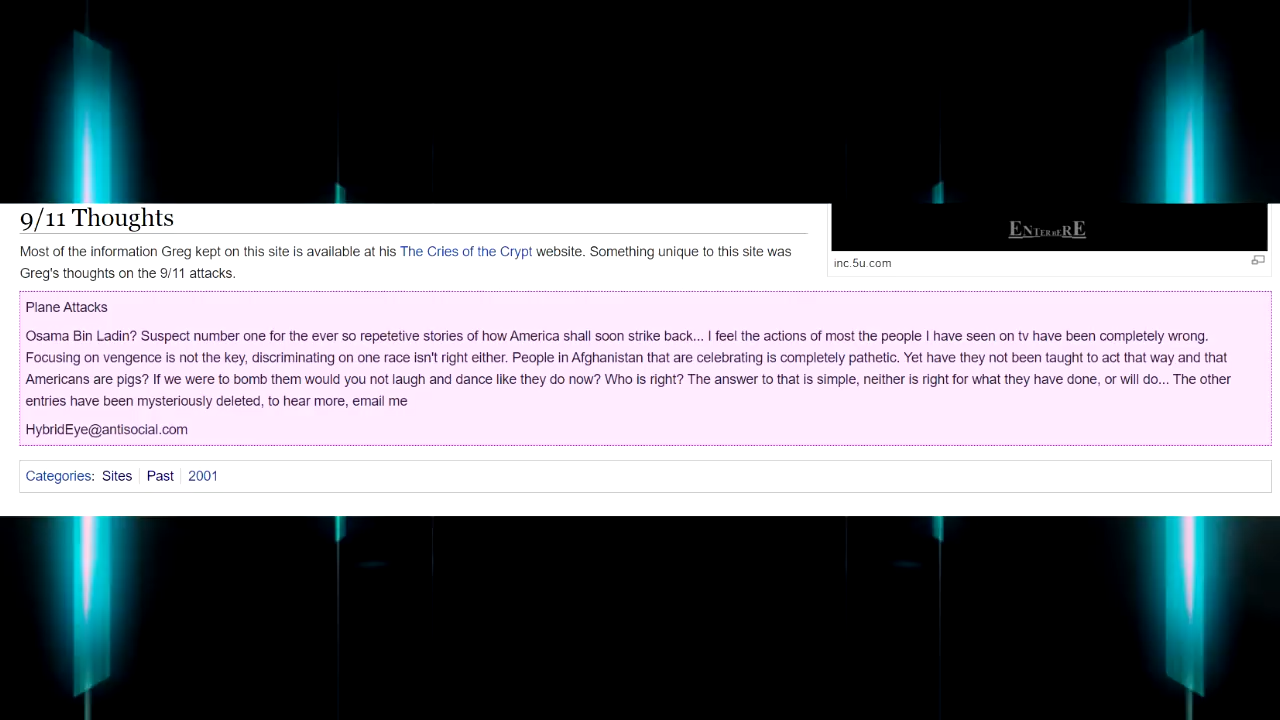 9/11 Thoughts
ENTERRERE
Most of the information Greg kept on this site is available at his The Cries of the Crypt website. Something unique to this site was
Greg's thoughts on the 9/11 attacks.
inc.5u.com
Plane Attacks
Osama Bin Ladin? Suspect number one for the ever so repetetive stories of how America shall soon strike back... I feel the actions of most the people I have seen on tv have been completely wrong.
Focusing on vengence is not the key, discriminating on one race isn't right either. People in Afghanistan that are celebrating is completely pathetic. Yet have they not been taught to act that way and that
Americans are pigs? If we were to bomb them would you not laugh and dance like they do now? Who is right? The answer to that is simple, neither is right for what they have done, or will do... The other
entries have been mysteriously deleted, to hear more, email me
HybridEye@antisocial.com
Categories: Sites Past 2001